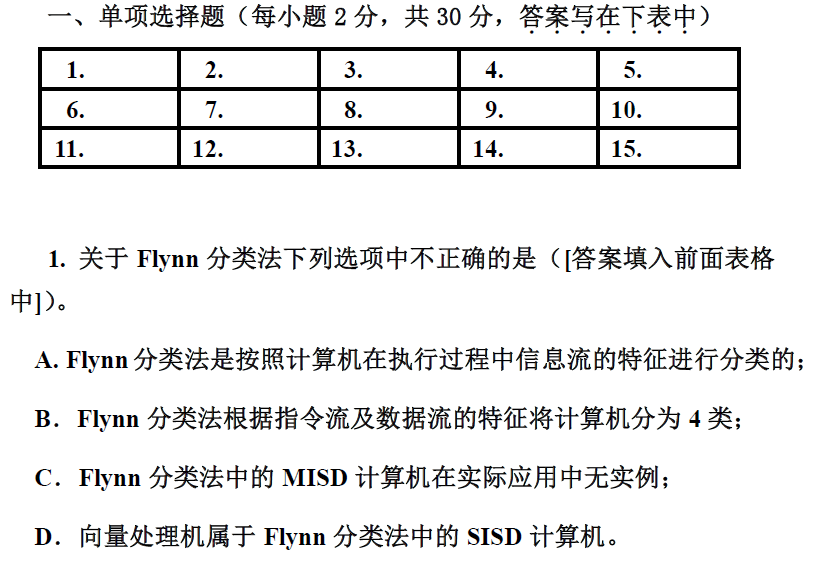 一、单项选择题（每小题 2 分，共 30 分，答案写在下表中）
1. 2. 3. 4. 5.
6. 7. 8. 9. 10.
11. 12. 13. 14. 15.
1. 关于 Flynn 分类法下列选项中不正确的是（[答案填入前面表格
中]）。
A. Flynn 分类法是按照计算机在执行过程中信息流的特征进行分类的；
B．Flynn 分类法根据指令流及数据流的特征将计算机分为 4 类；
C．Flynn 分类法中的 MISD 计算机在实际应用中无实例；
D．向量处理机属于 Flynn 分类法中的 SISD 计算机。